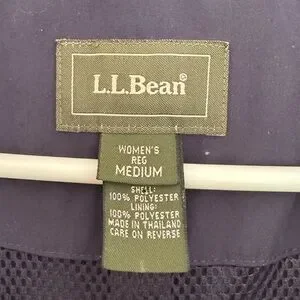 L.L.Bean®
WOMEN'S
REG
MEDIUM
SHELL:
100% POLYESTER
LINING:
100% POLYESTER
MADE IN THAILAND
CARE ON REVERSE